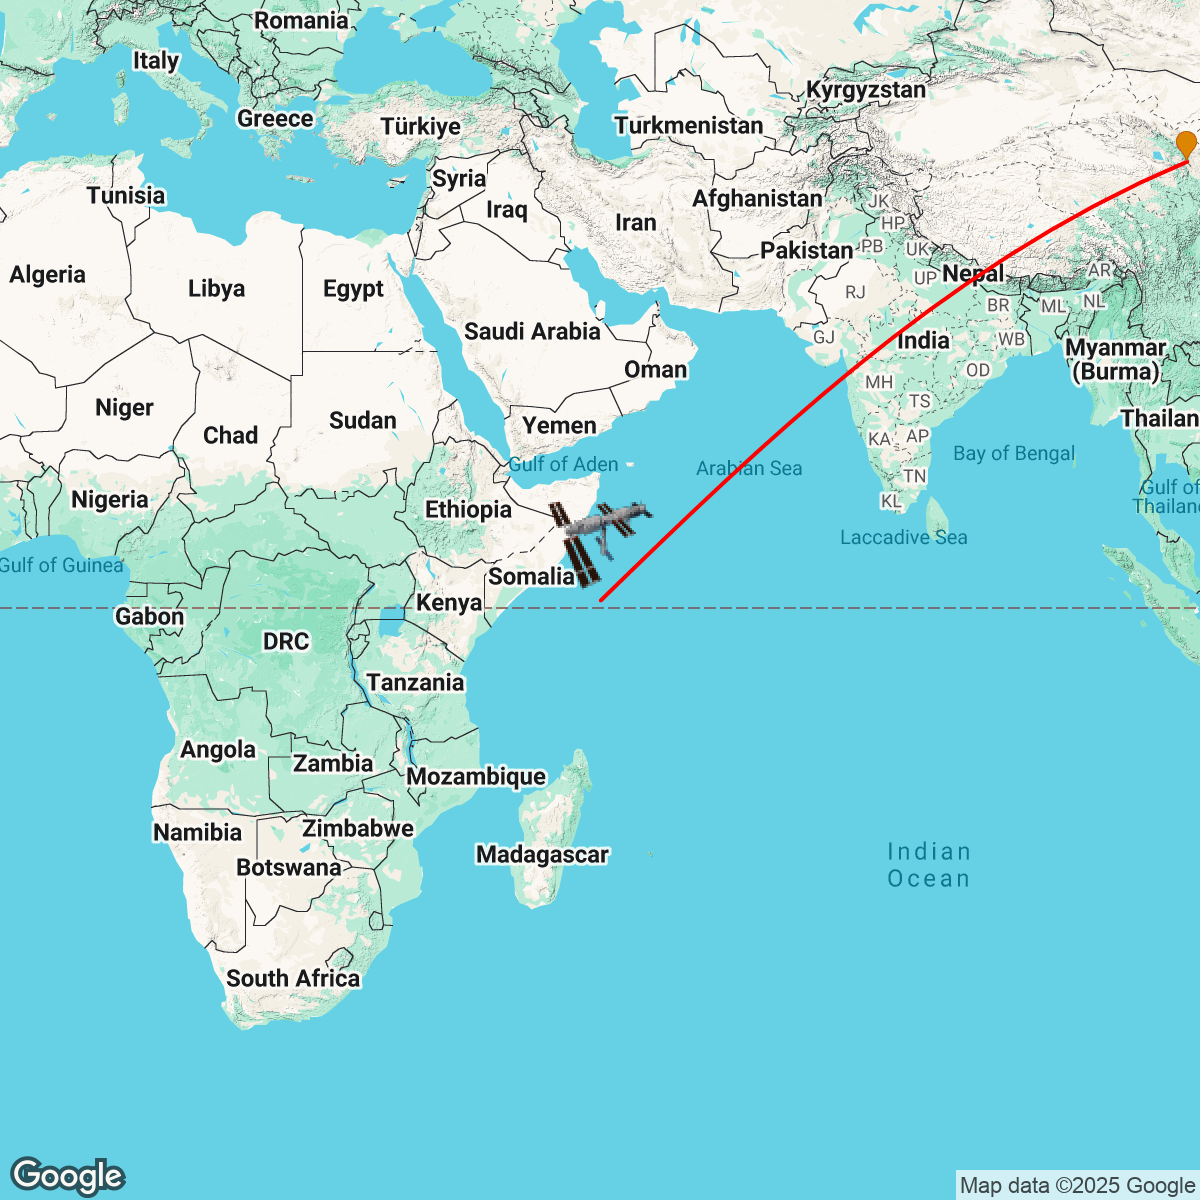 Romania
Italy
Greece
Türkiye
Turkmenistan
Kyrgyzstan
Tunisia
Syria
Iraq
Iran
Afghanistan
JK
HP
PB
UK
Pakistan
Algeria
Libya
Egypt
Saudi Arabia
Oman
UP
Nepal
AR
RJ
BR
ML
NL
GJ
India
WB
Myanmar
(Burma)
OD
MH
TS
Niger
Chad
Sudan
Yemen
KA
AP
Thailan
Gulf of Aden
Arabian Sea
Bay of Bengal
TN
KL
Gulf of
Thailand
Nigeria
Ethiopia
Laccadive Sea
Gulf of Guinea
Somalia
Kenya
Gabon
DRC
Tanzania
Angola
Zambia
Mozambique
Namibia
Zimbabwe
Botswana
Madagascar
Indian
Ocean
South Africa
Google
Map data ©2025 Google